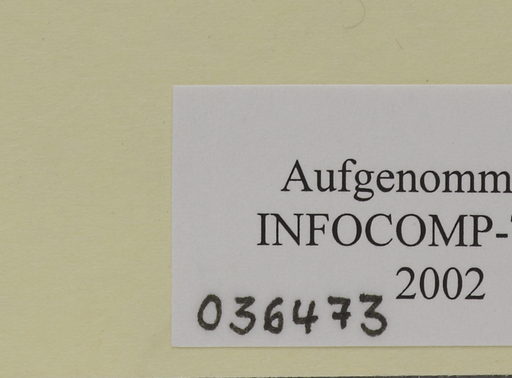 Aufgenomm
INFOCOMP-
2002
036473